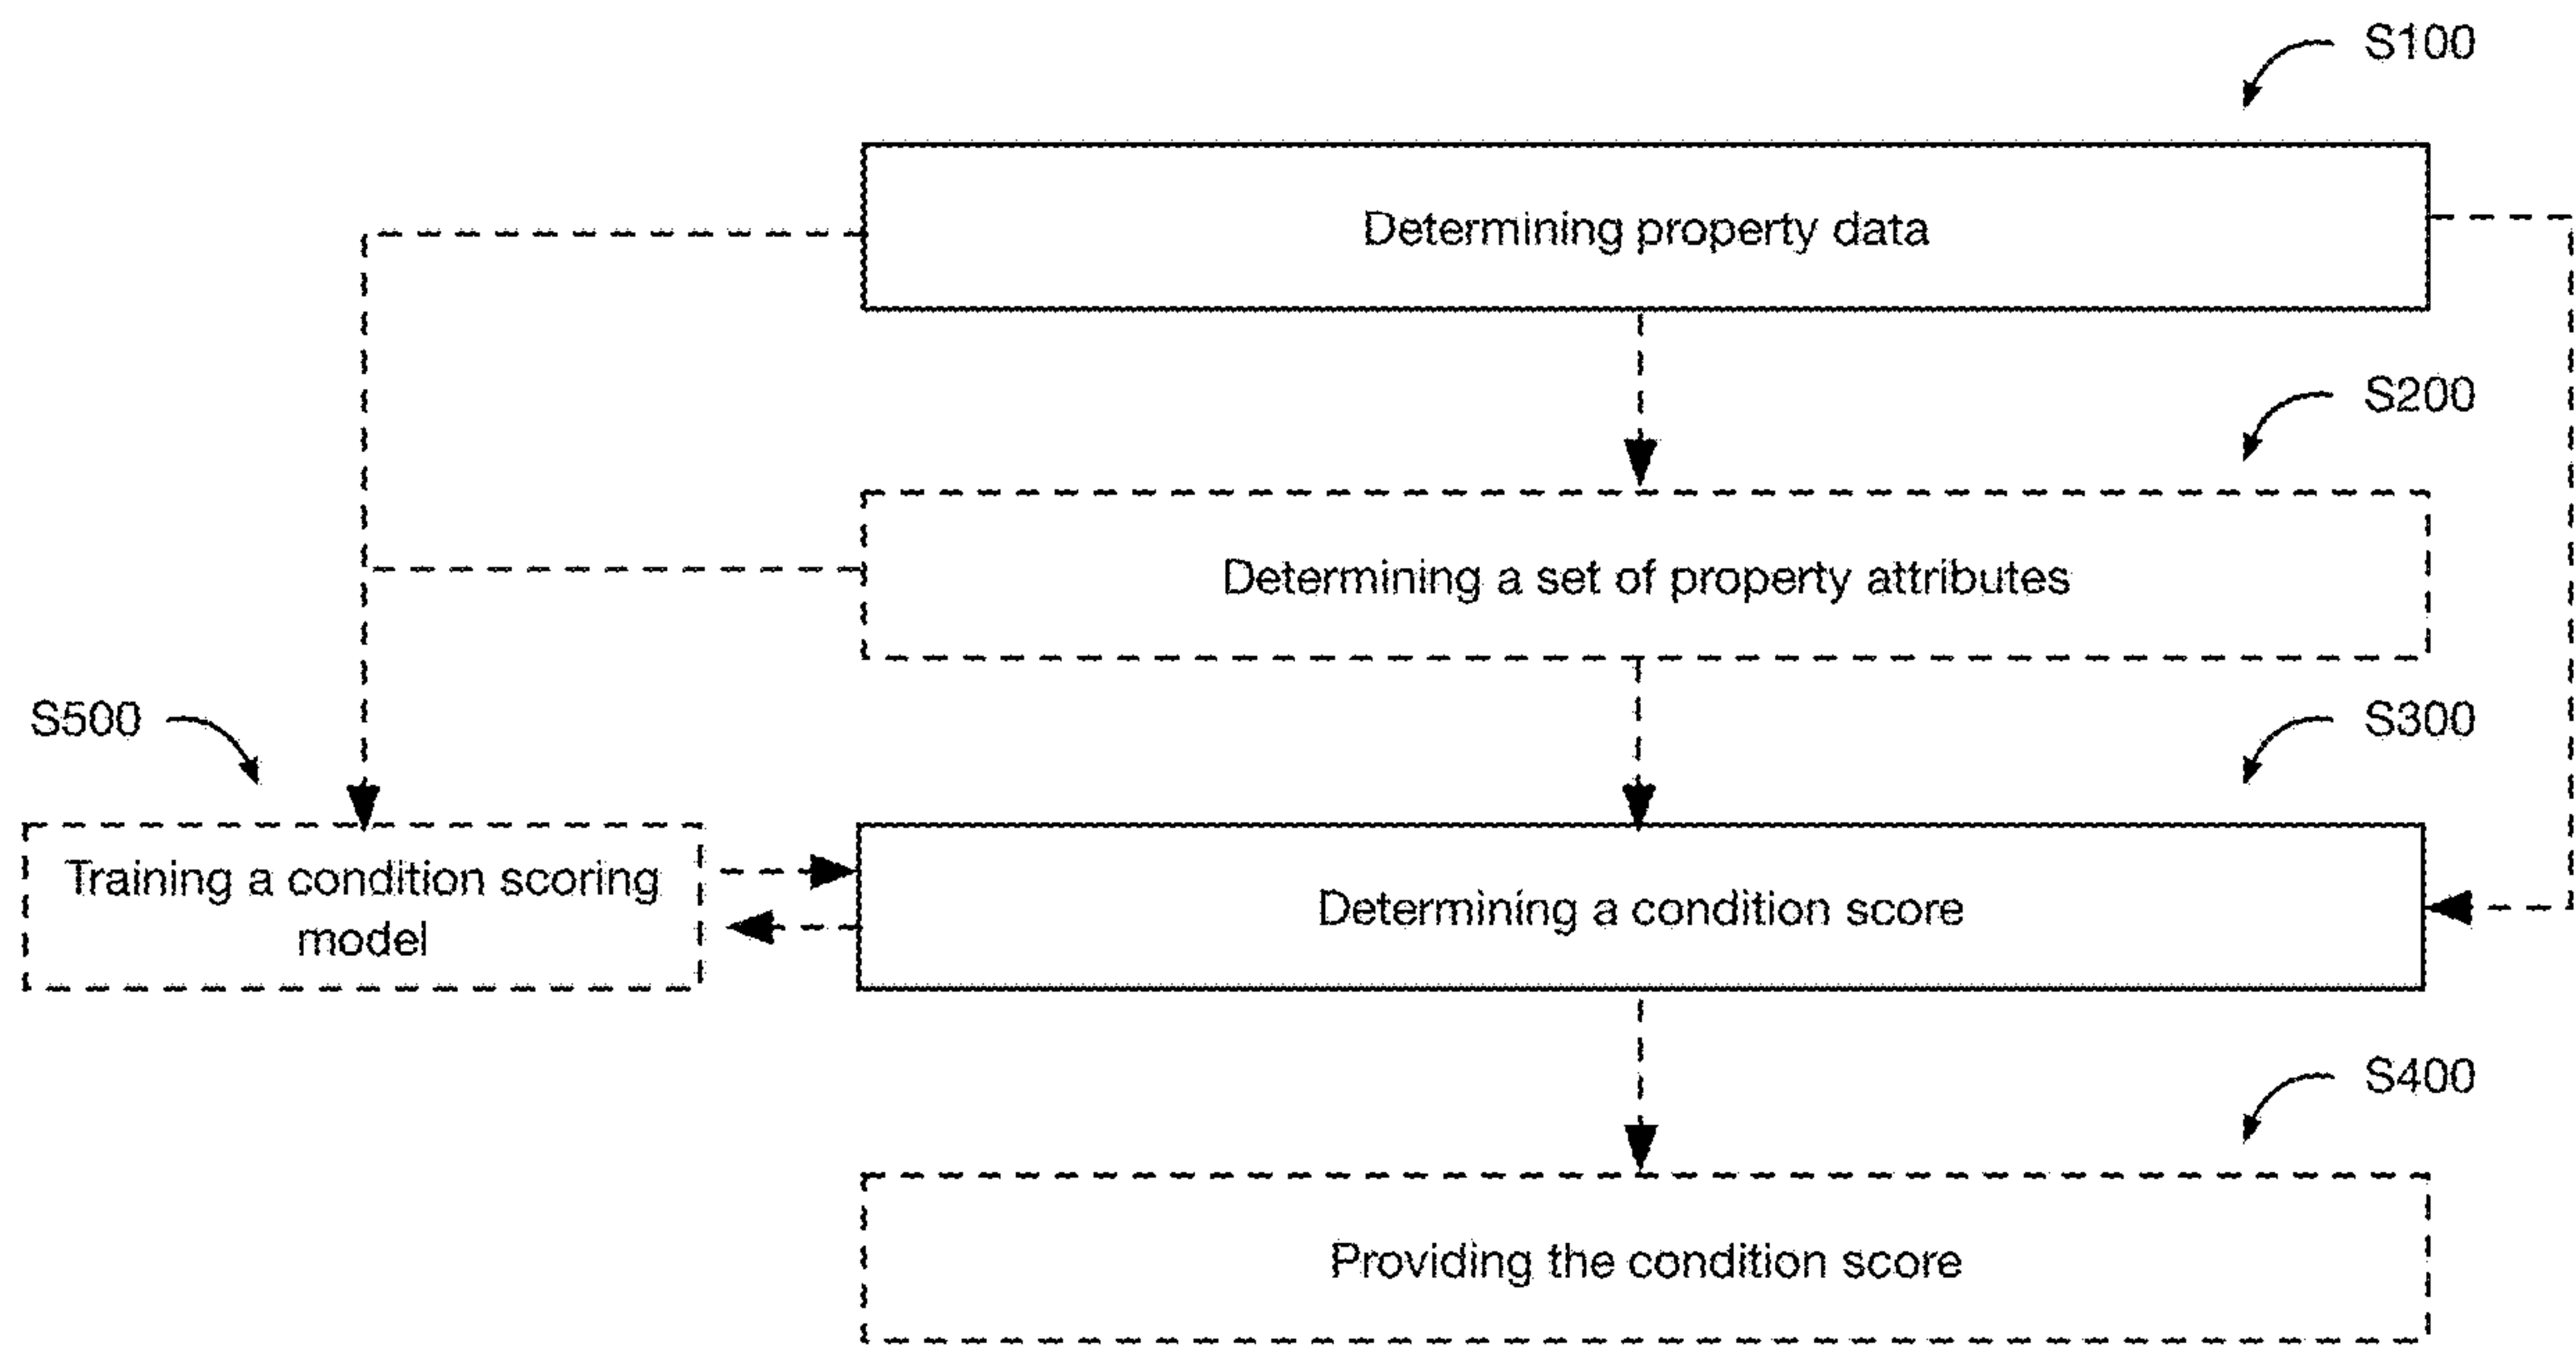 S100
Determining property data
S200
Determining a set of property attributes
S500
S300
Training a condition scoring
model
Determining a condition score
S400
Providing the condition score